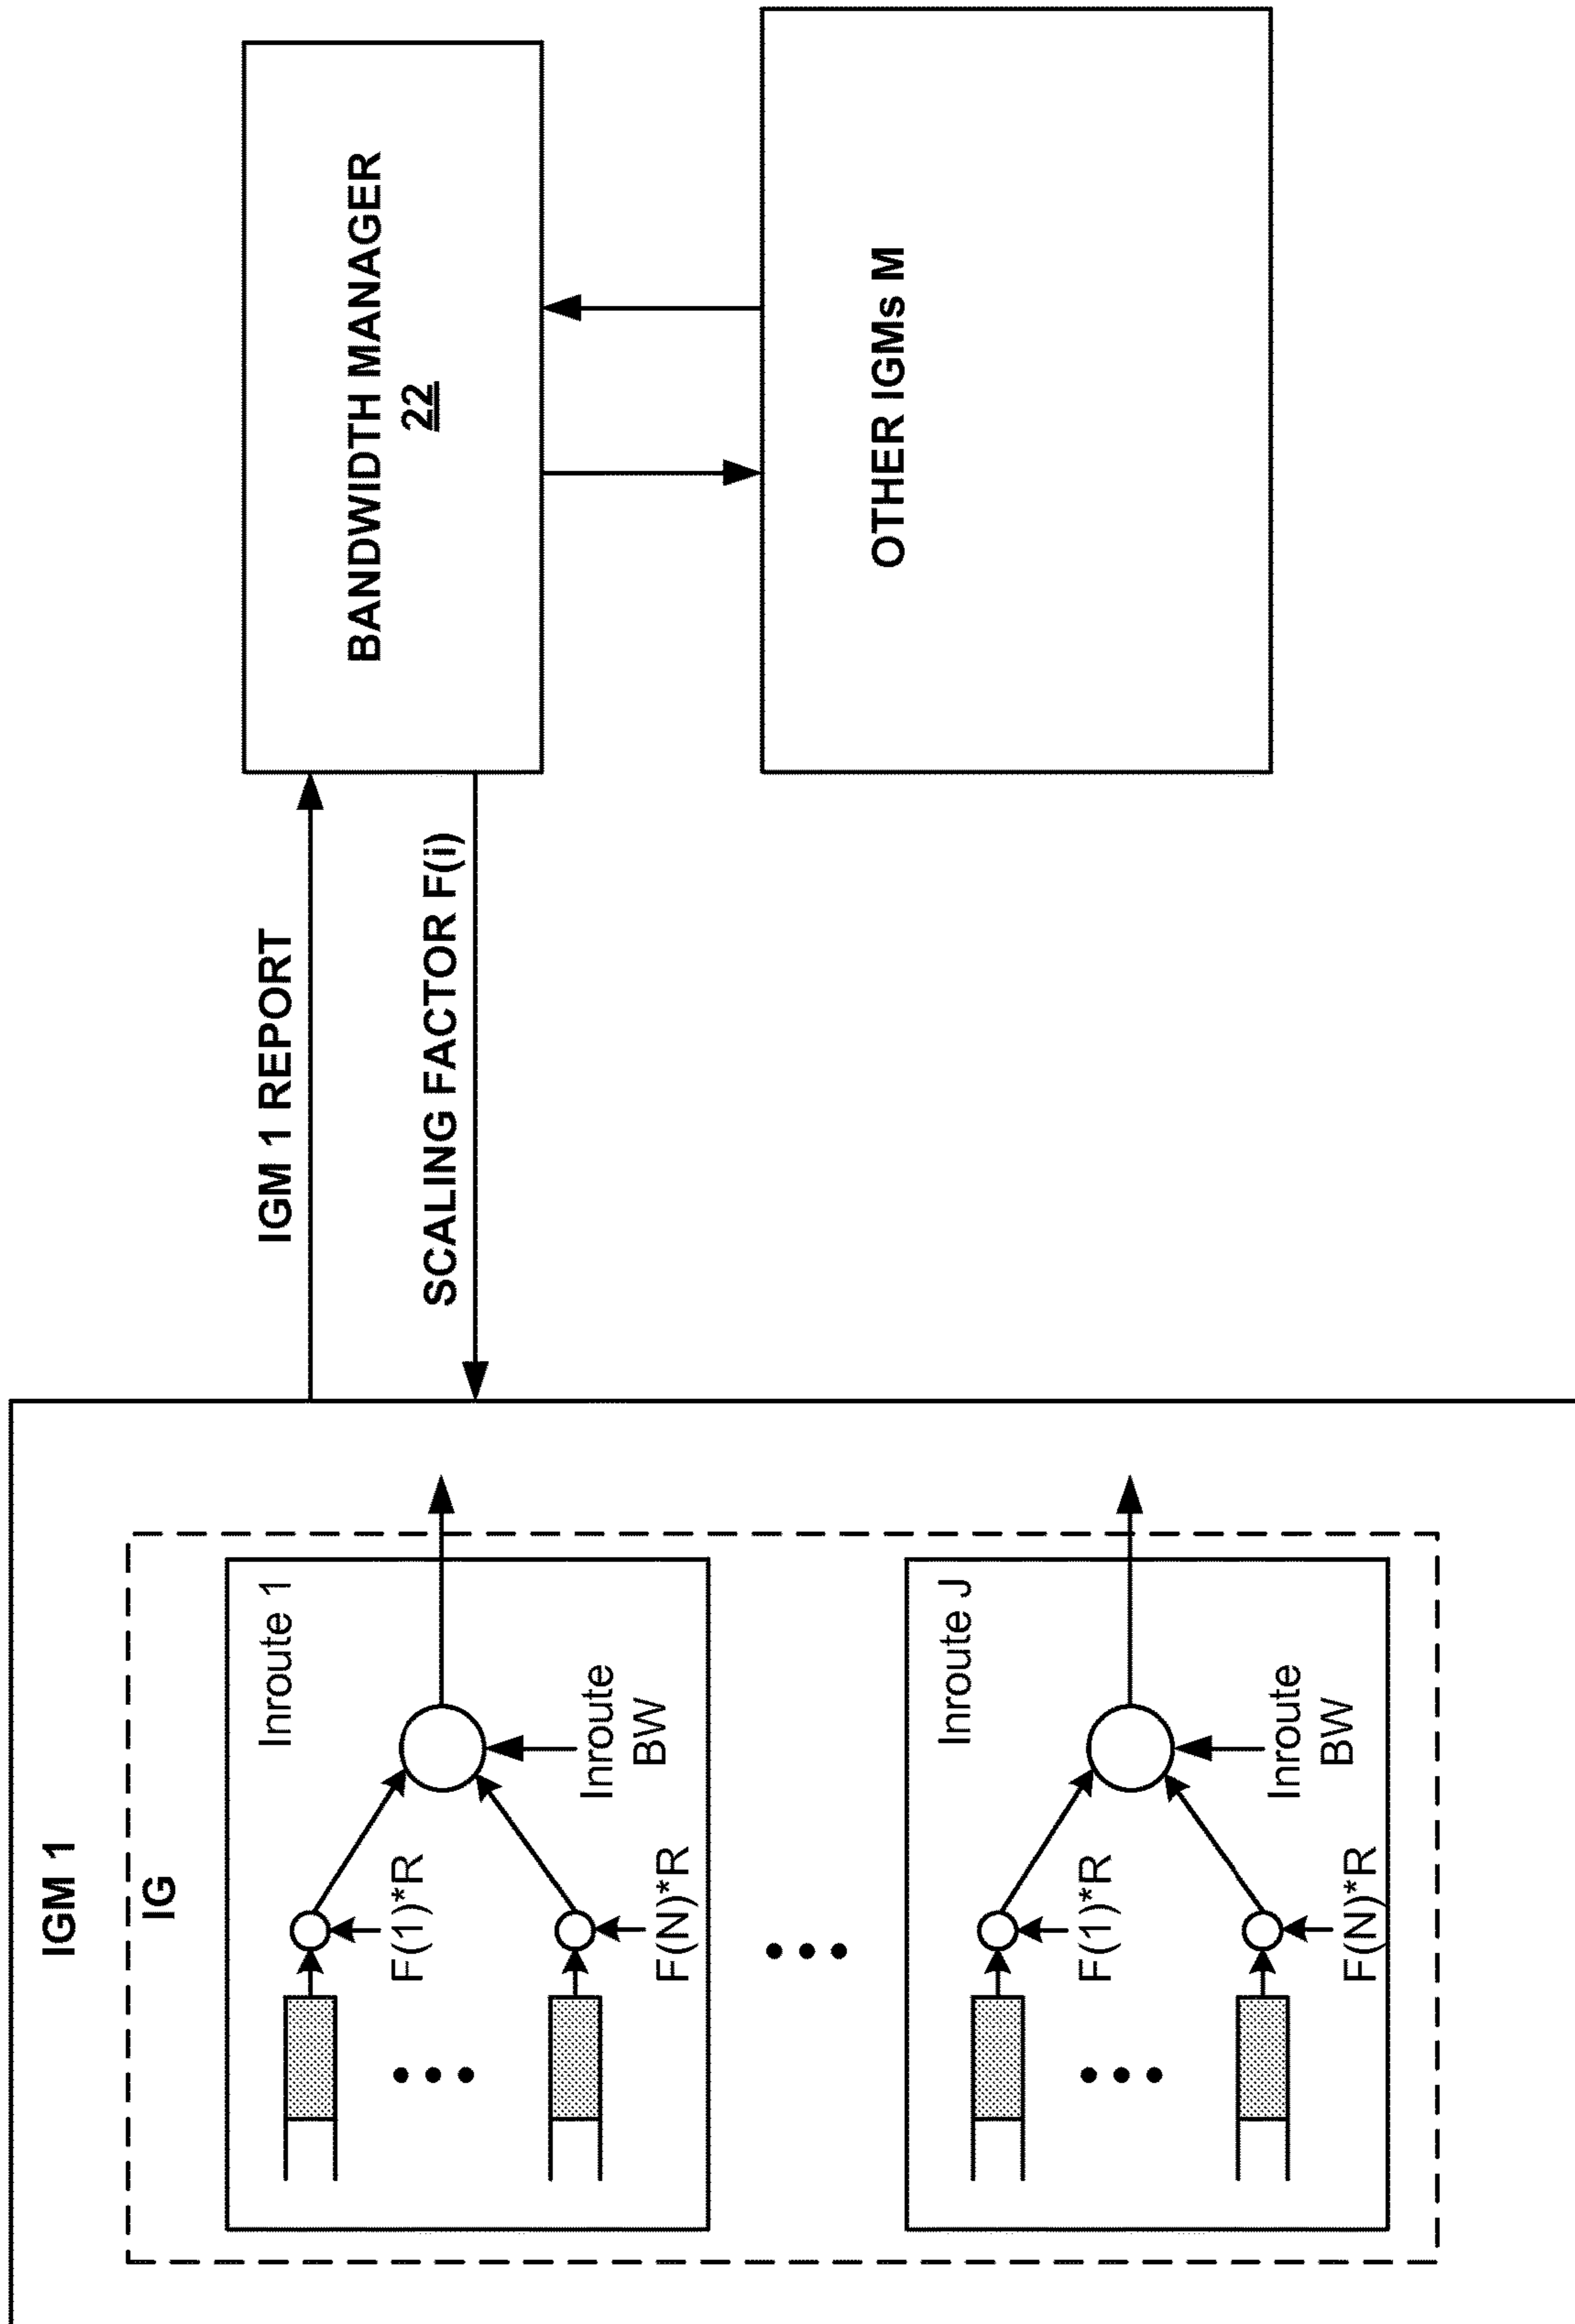 IGM 1
IG
Inroute 1
F(1)*R
Inroute
BW
F(N)*R
Inroute J
F(1)*R
Inroute
BW
F(N)*R
IGM 1 REPORT
SCALING FACTOR F(i)
BANDWIDTH MANAGER
22
OTHER IGMs M